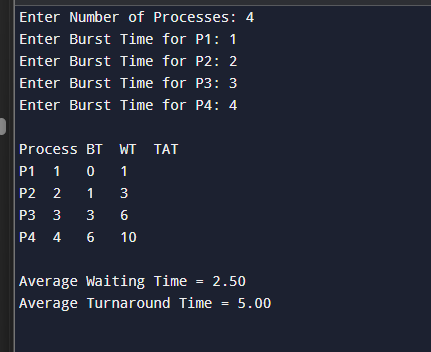 Enter Number of Processes: 4
Enter Burst Time for P1: 1
Enter Burst Time for P2: 2
Enter Burst Time for P3: 3
Enter Burst Time for P4: 4
Process BT WT TAT
P1 1 0 1
P2 2 1 3
P3 3 3 6
P4 4 6 10
Average Waiting Time = 2.50
Average Turnaround Time = 5.00